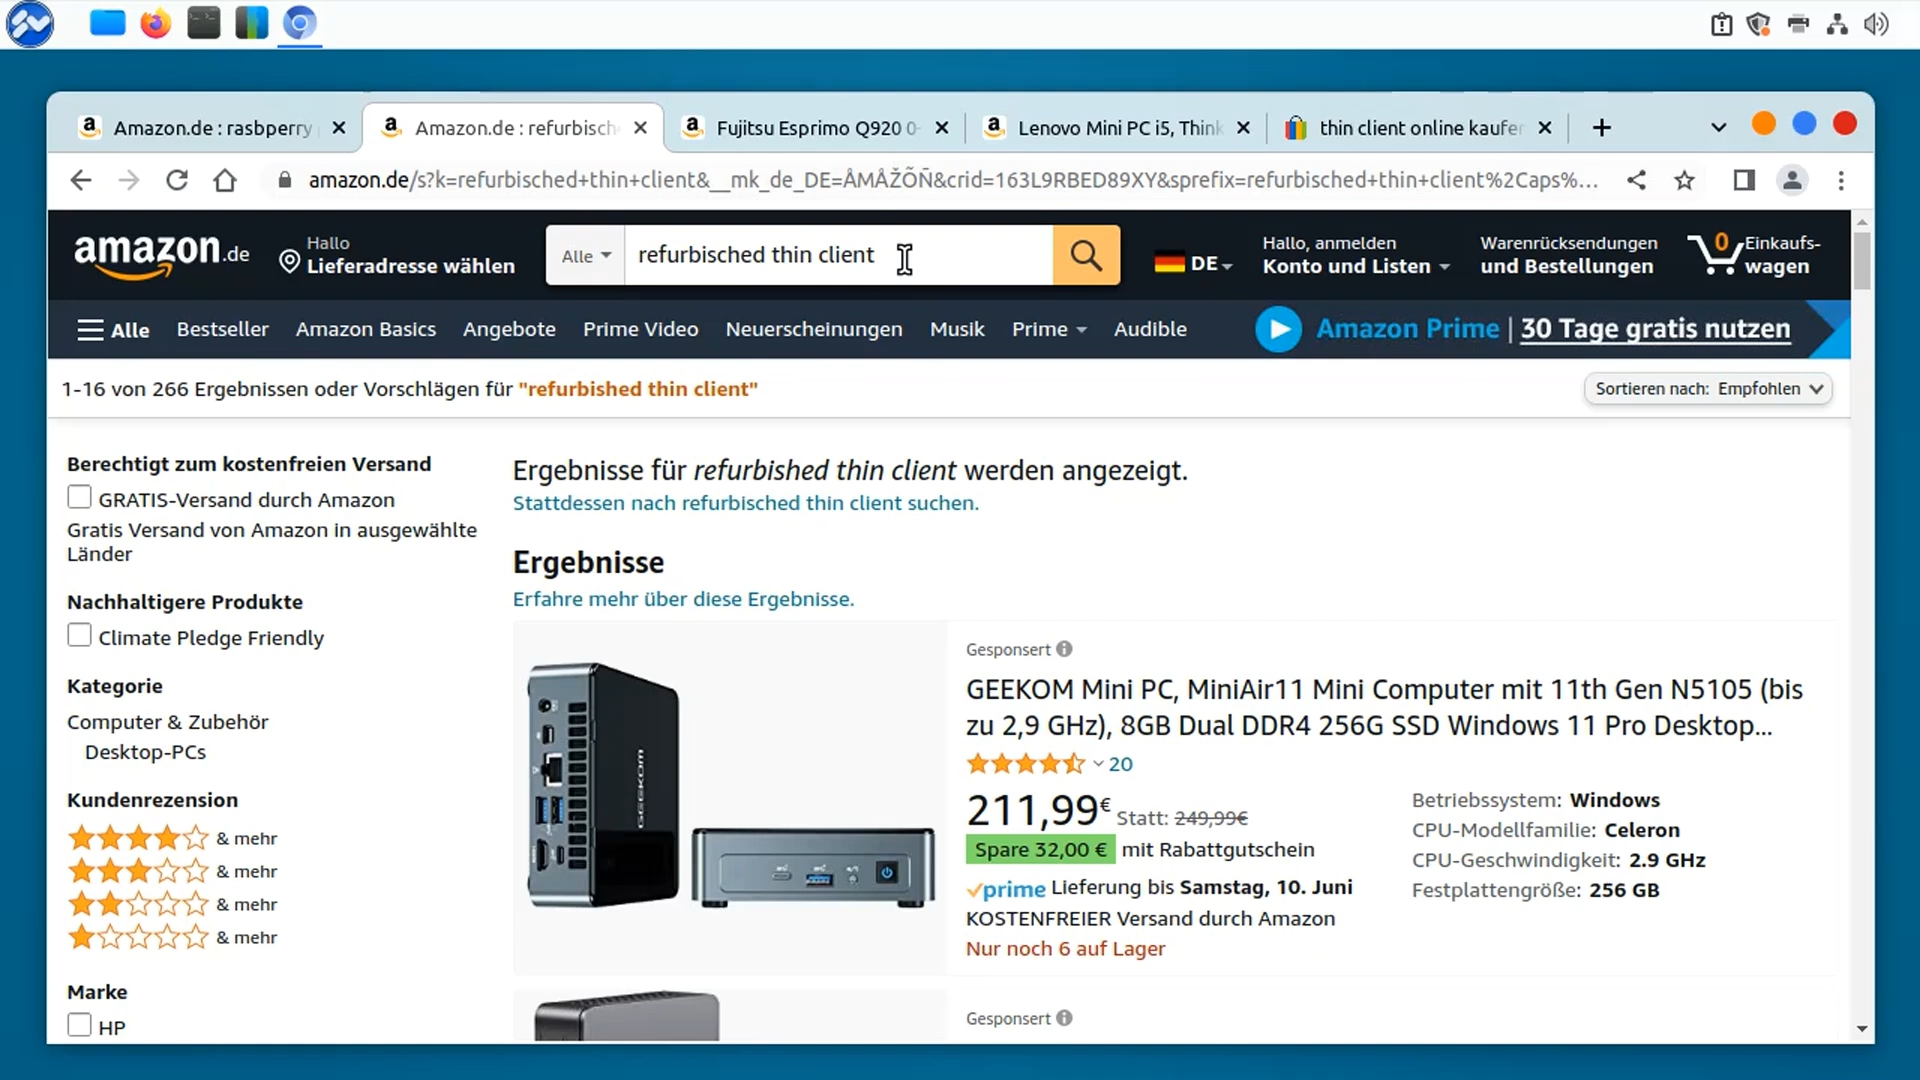 Amazon.de : rasbperry
Amazon.de : refurbisch
Fujitsu Esprimo Q920 0-
Lenovo Mini PC i5, Think
thin client online kaufen
amazon.de/s?k=refurbisched+thin+client&__mk_de_DE=ÅMÅŽÕÑ&crid=163L9RBED89XY&sprefix=refurbisched+thin+client%2Caps%...
amazon.de
Hallo
Lieferadresse wählen
Alle
refurbisched thin client
DE
Hallo, anmelden
Konto und Listen
Warenrücksendungen
und Bestellungen
0
Einkaufs-
wagen
Alle
Bestseller
Amazon Basics
Angebote
Prime Video
Neuerscheinungen
Musik
Prime
Audible
Amazon Prime | 30 Tage gratis nutzen
1-16 von 266 Ergebnissen oder Vorschlägen für "refurbished thin client"
Sortieren nach: Empfohlen
Berechtigt zum kostenfreien Versand
GRATIS-Versand durch Amazon
Gratis Versand von Amazon in ausgewählte
Länder
Nachhaltigere Produkte
Climate Pledge Friendly
Kategorie
Computer & Zubehör
Desktop-PCs
Kundenrezension
& mehr
& mehr
& mehr
& mehr
Marke
HP
Ergebnisse für refurbished thin client werden angezeigt.
Stattdessen nach refurbisched thin client suchen.
Ergebnisse
Erfahre mehr über diese Ergebnisse.
GEEKOM
Gesponsert
GEEKOM Mini PC, MiniAir11 Mini Computer mit 11th Gen N5105 (bis
zu 2,9 GHz), 8GB Dual DDR4 256G SSD Windows 11 Pro Desktop...
20
211,99€ Statt: 249,99€
Spare 32,00 € mit Rabattgutschein
prime Lieferung bis Samstag, 10. Juni
KOSTENFREIER Versand durch Amazon
Nur noch 6 auf Lager
Betriebssystem: Windows
CPU-Modellfamilie: Celeron
CPU-Geschwindigkeit: 2.9 GHz
Festplattengröße: 256 GB
Gesponsert